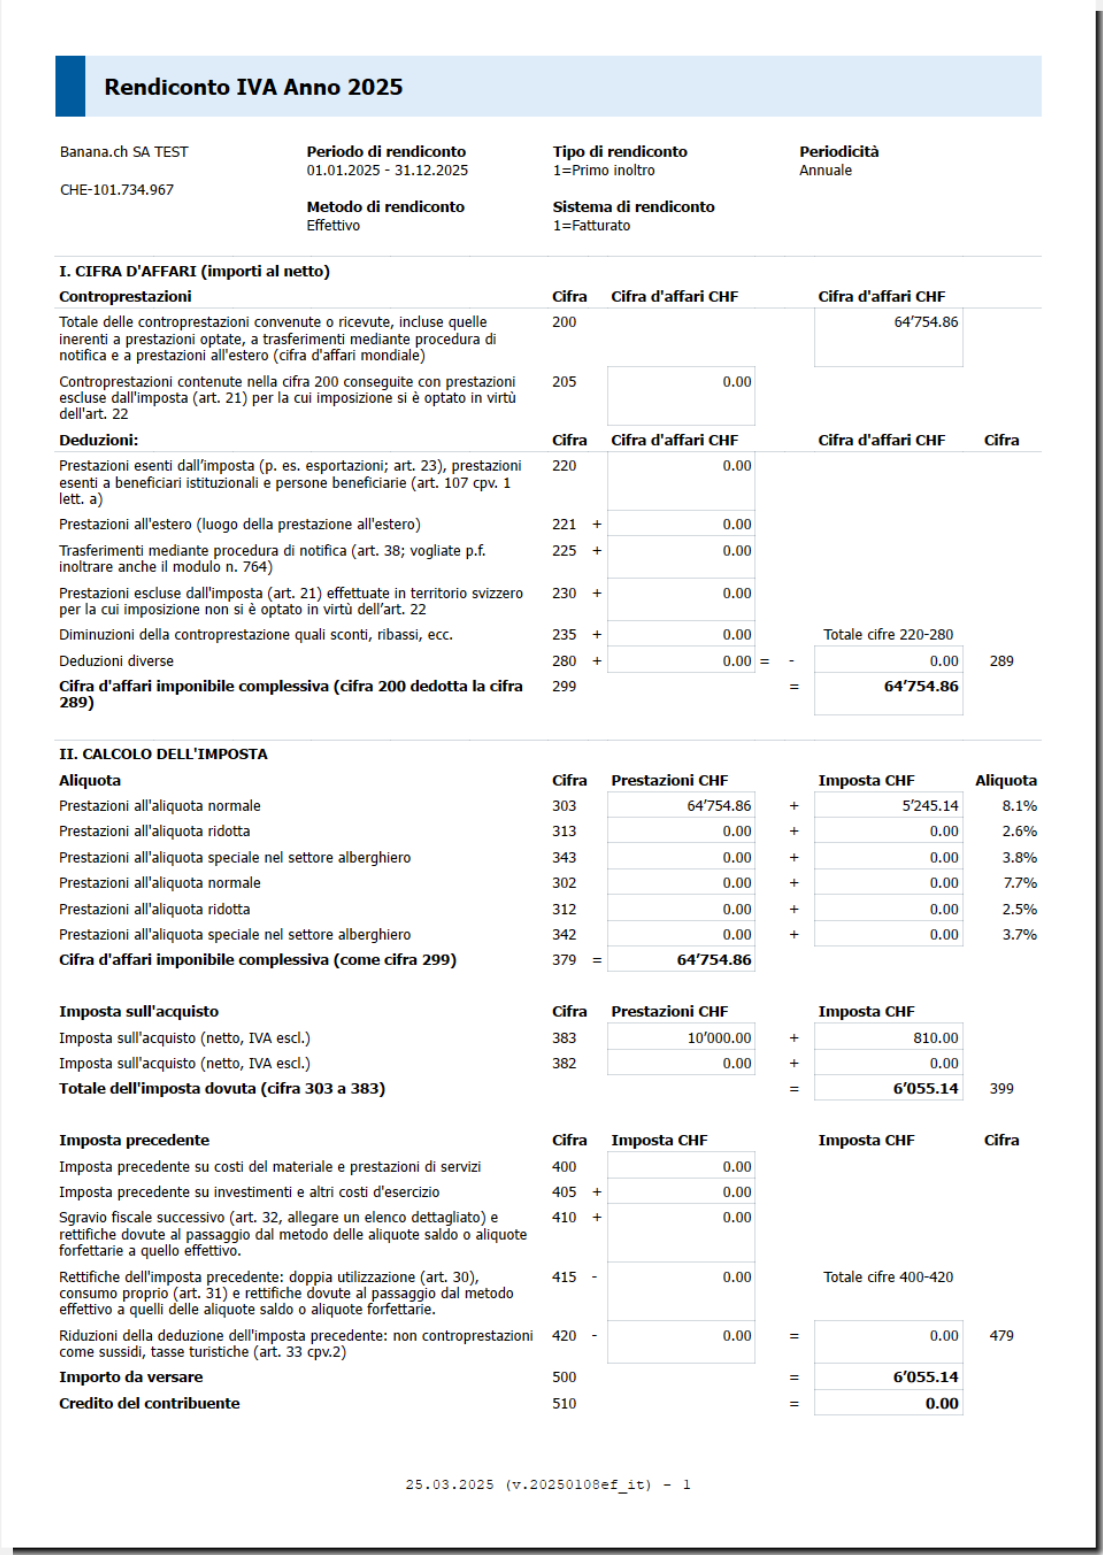 Rendiconto IVA Anno 2025
Banana.ch SA TEST
CHE-101.734.967
Periodo di rendiconto
01.01.2025 - 31.12.2025
Metodo di rendiconto
Effettivo
Tipo di rendiconto
1=Primo inoltro
Sistema di rendiconto
1=Fatturato
Periodicità
Annuale
I. CIFRA D'AFFARI (importi al netto)
Controprestazioni Cifra Cifra d'affari CHF Cifra d'affari CHF
Totale delle controprestazioni convenute o ricevute, incluse quelle 200 64’754.86
inerenti a prestazioni optate, a trasferimenti mediante procedura di
notifica e a prestazioni all'estero (cifra d'affari mondiale)
Controprestazioni contenute nella cifra 200 conseguite con prestazioni 205 0.00
escluse dall'imposta (art. 21) per la cui imposizione si è optato in virtù
dell'art. 22
Deduzioni: Cifra Cifra d'affari CHF Cifra d'affari CHF Cifra
Prestazioni esenti dall’imposta (p. es. esportazioni; art. 23), prestazioni 220 0.00
esenti a beneficiari istituzionali e persone beneficiarie (art. 107 cpv. 1
lett. a)
Prestazioni all'estero (luogo della prestazione all'estero) 221 + 0.00
Trasferimenti mediante procedura di notifica (art. 38; vogliate p.f. 225 + 0.00
inoltrare anche il modulo n. 764)
Prestazioni escluse dall'imposta (art. 21) effettuate in territorio svizzero 230 + 0.00
per la cui imposizione non si è optato in virtù dell’art. 22
Diminuzioni della controprestazione quali sconti, ribassi, ecc. 235 + 0.00 Totale cifre 220-280
Deduzioni diverse 280 + 0.00 = - 0.00 289
Cifra d'affari imponibile complessiva (cifra 200 dedotta la cifra 299 = 64’754.86
289)
II. CALCOLO DELL'IMPOSTA
Aliquota Cifra Prestazioni CHF Imposta CHF Aliquota
Prestazioni all'aliquota normale 303 64’754.86 + 5’245.14 8.1%
Prestazioni all'aliquota ridotta 313 0.00 + 0.00 2.6%
Prestazioni all'aliquota speciale nel settore alberghiero 343 0.00 + 0.00 3.8%
Prestazioni all'aliquota normale 302 0.00 + 0.00 7.7%
Prestazioni all'aliquota ridotta 312 0.00 + 0.00 2.5%
Prestazioni all'aliquota speciale nel settore alberghiero 342 0.00 + 0.00 3.7%
Cifra d'affari imponibile complessiva (come cifra 299) 379 = 64’754.86
Imposta sull'acquisto Cifra Prestazioni CHF Imposta CHF
Imposta sull'acquisto (netto, IVA escl.) 383 10’000.00 + 810.00
Imposta sull'acquisto (netto, IVA escl.) 382 0.00 + 0.00
Totale dell'imposta dovuta (cifra 303 a 383) = 6’055.14 399
Imposta precedente Cifra Imposta CHF Imposta CHF Cifra
Imposta precedente su costi del materiale e prestazioni di servizi 400 0.00
Imposta precedente su investimenti e altri costi d'esercizio 405 + 0.00
Sgravio fiscale successivo (art. 32, allegare un elenco dettagliato) e 410 + 0.00
rettifiche dovute al passaggio dal metodo delle aliquote saldo o aliquote
forfettarie a quello effettivo.
Rettifiche dell'imposta precedente: doppia utilizzazione (art. 30), 415 - 0.00 Totale cifre 400-420
consumo proprio (art. 31) e rettifiche dovute al passaggio dal metodo
effettivo a quelli delle aliquote saldo o aliquote forfettarie.
Riduzioni della deduzione dell'imposta precedente: non controprestazioni 420 - 0.00 = 0.00 479
come sussidi, tasse turistiche (art. 33 cpv.2)
Importo da versare 500 = 6’055.14
Credito del contribuente 510 = 0.00
25.03.2025 (v.20250108ef_it) - 1